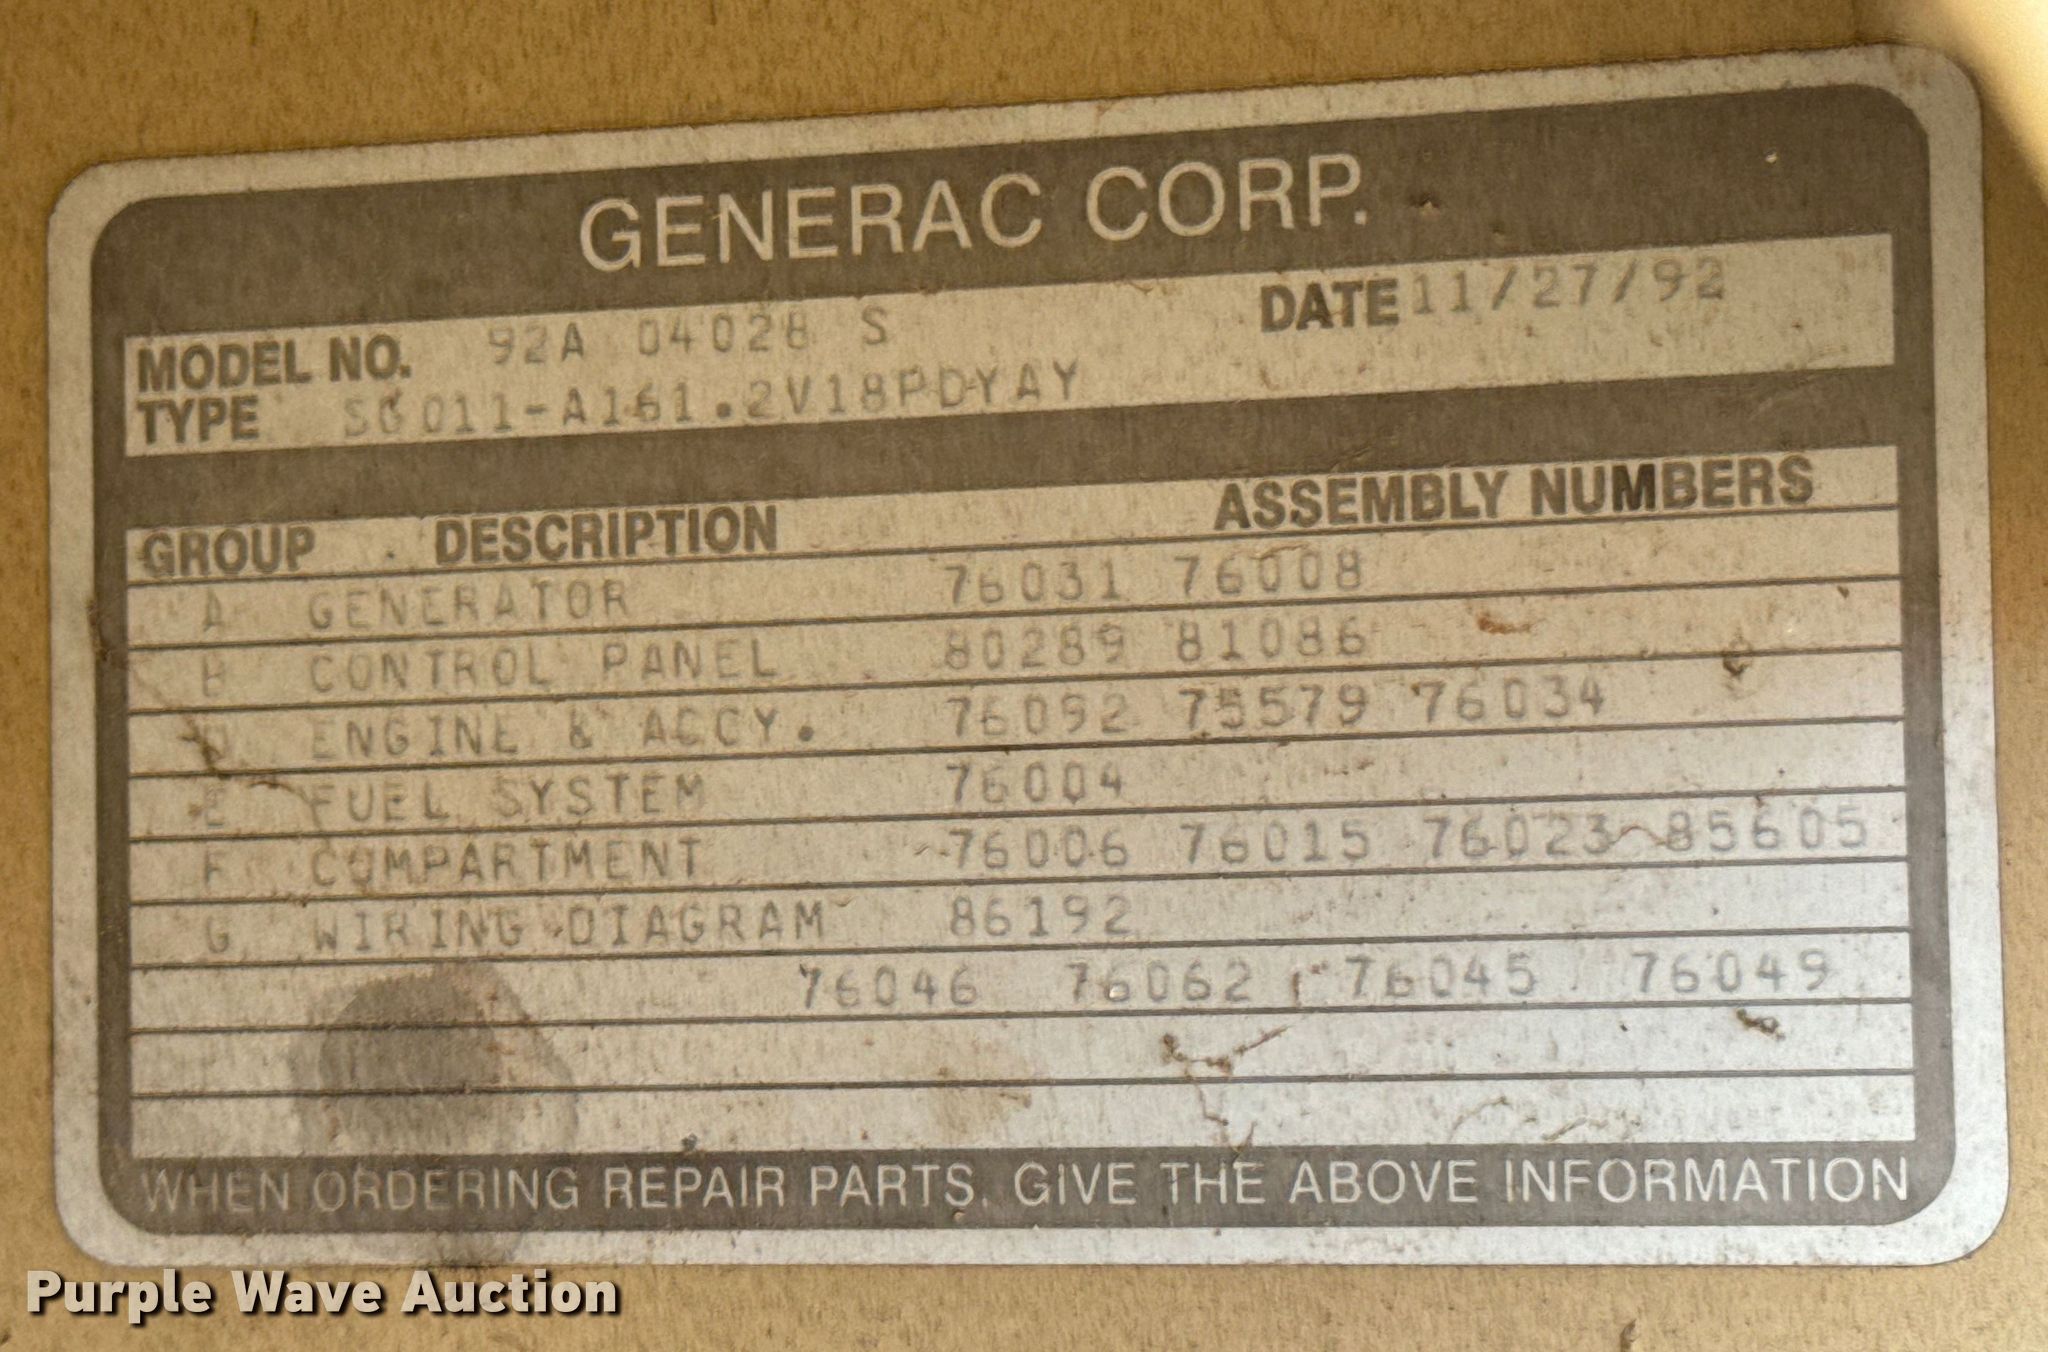 GENERAC CORP.
MODEL NO. 92A 04028 S DATE 11/27/92
TYPE SG011-A161.2V18PDYAY
GROUP DESCRIPTION ASSEMBLY NUMBERS
A GENERATOR 76031 76008
B CONTROL PANEL 80289 81086
D ENGINE & ACCY. 76092 75579 76034
E FUEL SYSTEM 76004
F COMPARTMENT 76006 76015 76023 85605
G WIRING DIAGRAM 86192
76046 76062 76045 76049
WHEN ORDERING REPAIR PARTS, GIVE THE ABOVE INFORMATION
Purple Wave Auction